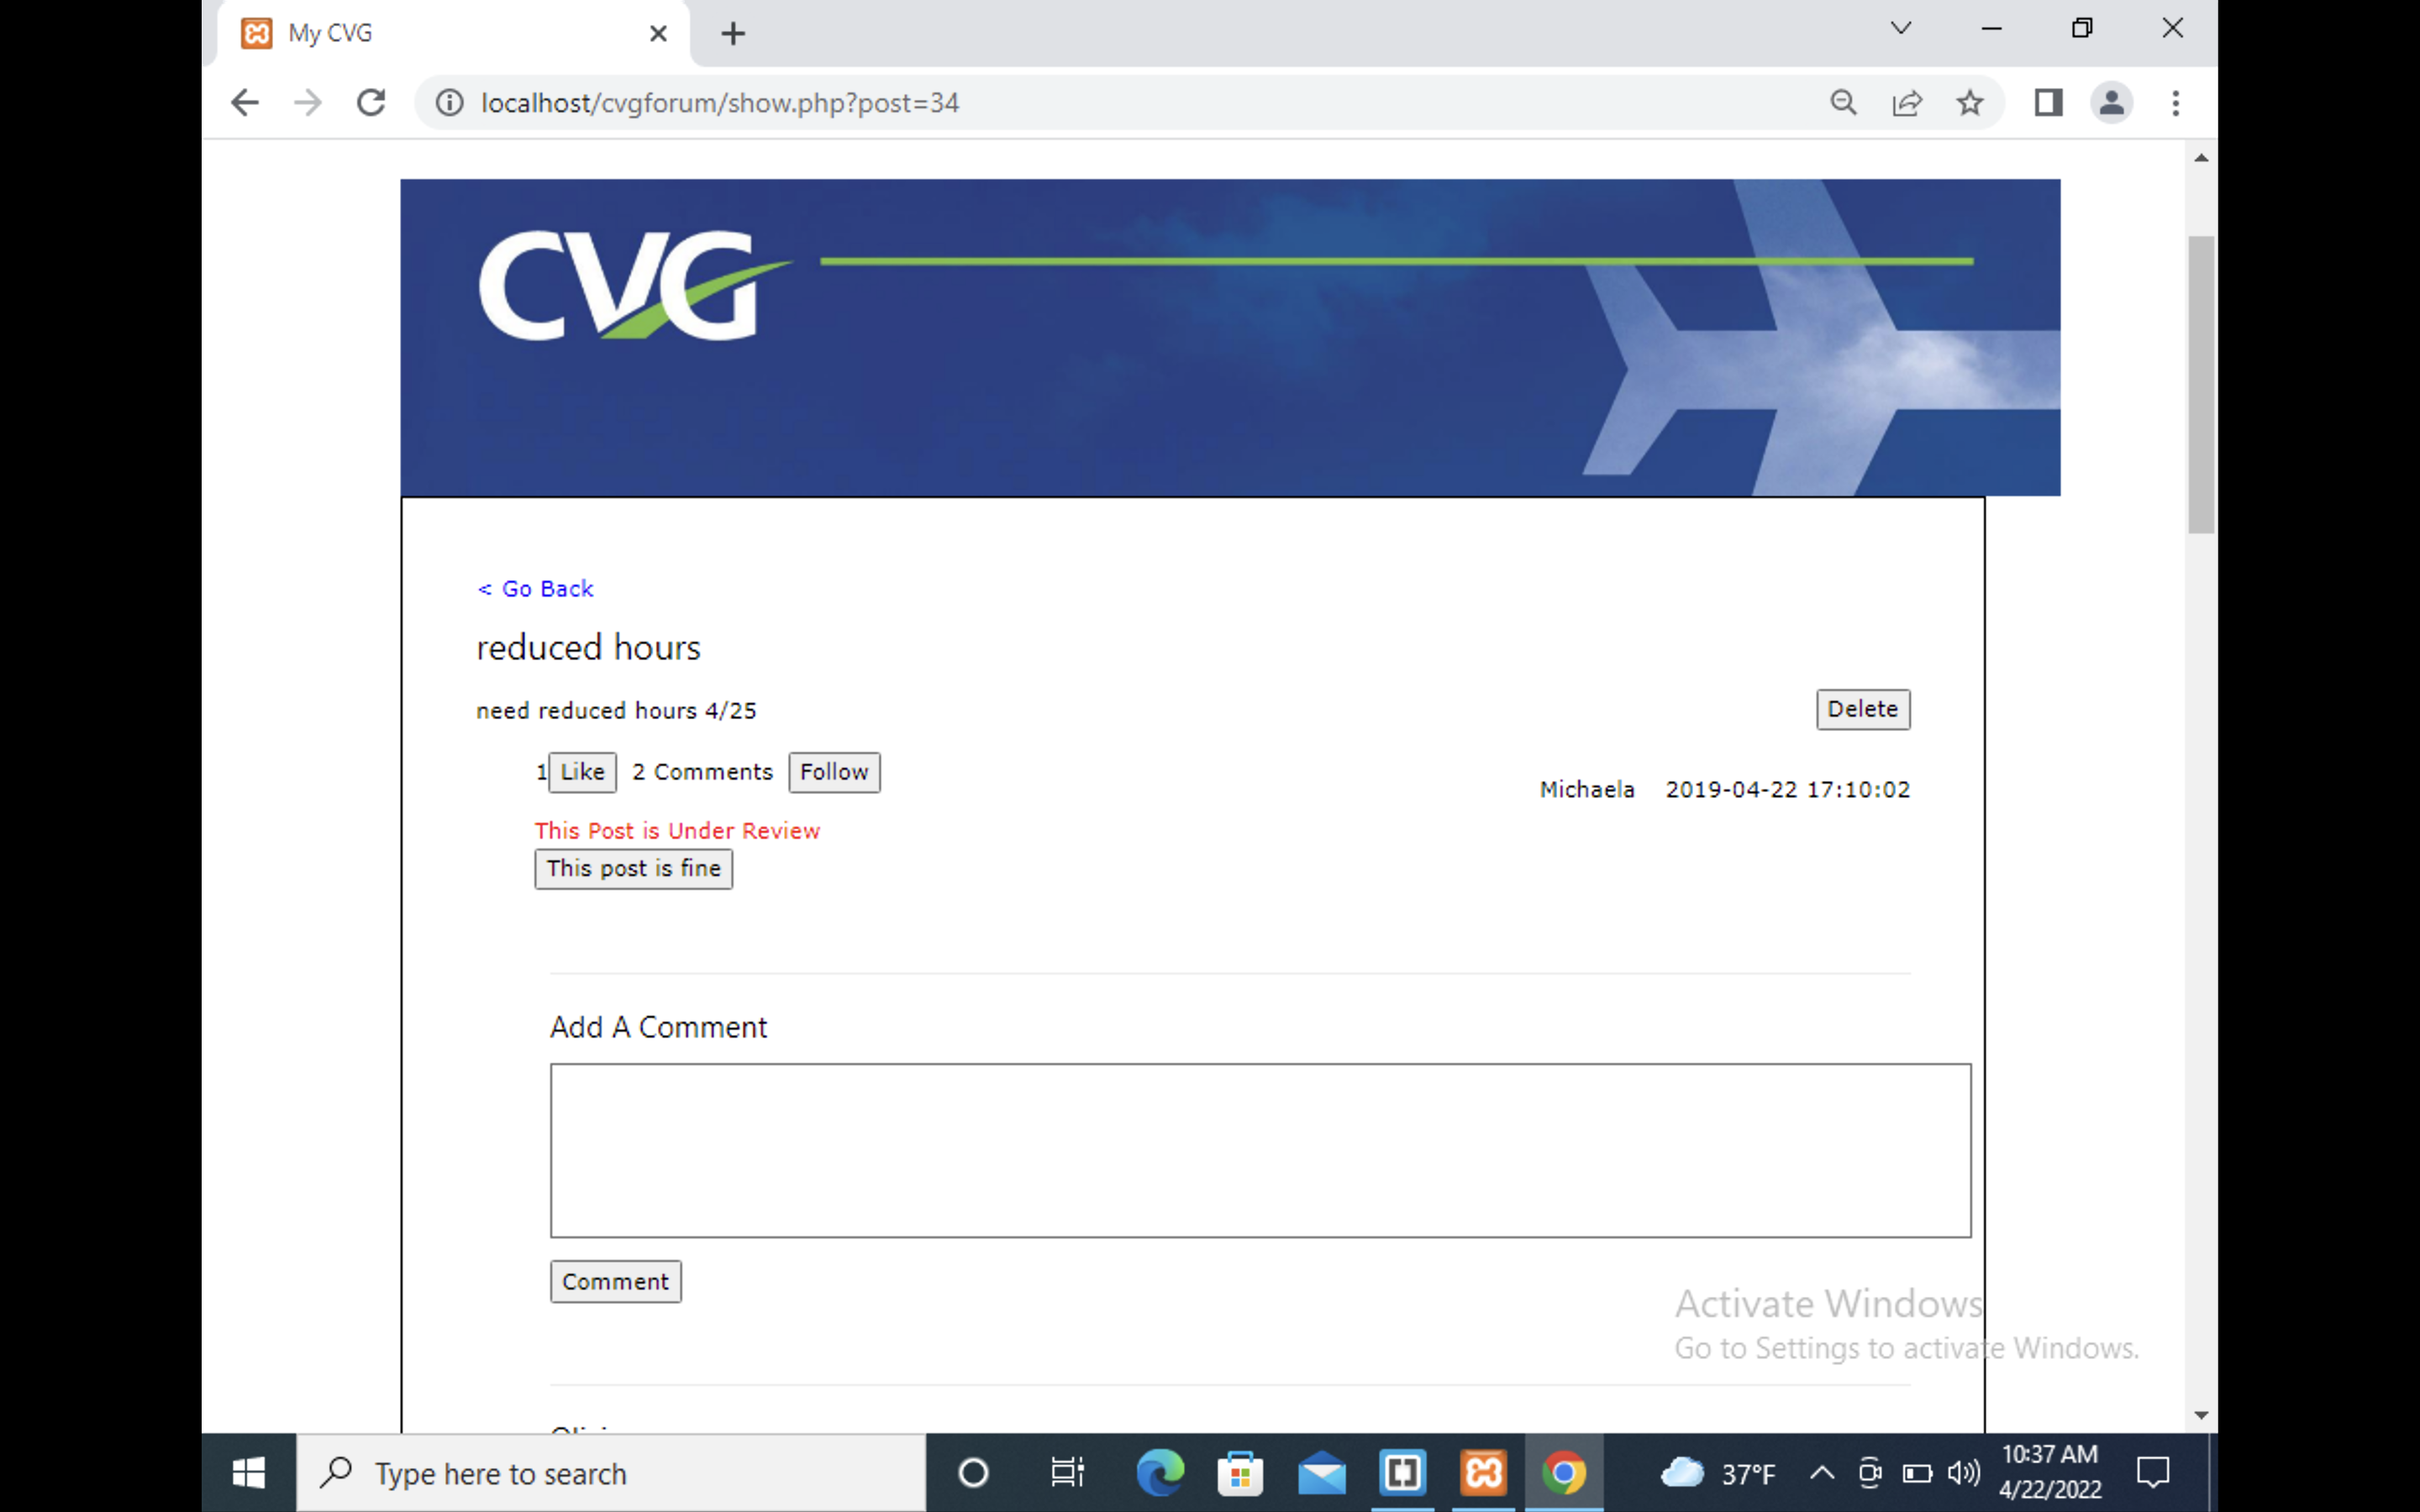 My CVG
localhost/cvgforum/show.php?post=34
CVG
< Go Back
reduced hours
need reduced hours 4/25
Delete
1 Like 2 Comments Follow
Michaela 2019-04-22 17:10:02
This Post is Under Review
This post is fine
Add A Comment
Comment
Activate Windows
Go to Settings to activate Windows.
Type here to search
37°F
10:37 AM
4/22/2022